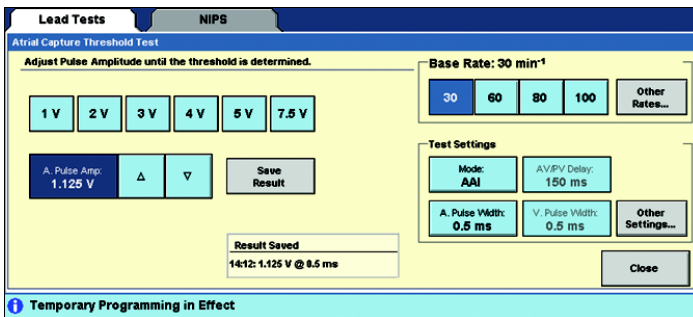 Lead Tests
NIPS
Atrial Capture Threshold Test
Adjust Pulse Amplitude until the threshold is determined.
1 V
2 V
3 V
4 V
5 V
7.5 V
A. Pulse Amp:
1.125 V
△
▽
Save
Result
Result Saved
14:12: 1.125 V @ 0.5 ms
Base Rate: 30 min⁻¹
30
60
80
100
Other
Rates...
Test Settings
Mode:
AAI
AV/PV Delay:
150 ms
A. Pulse Width:
0.5 ms
V. Pulse Width:
0.5 ms
Other
Settings...
Close
Temporary Programming in Effect